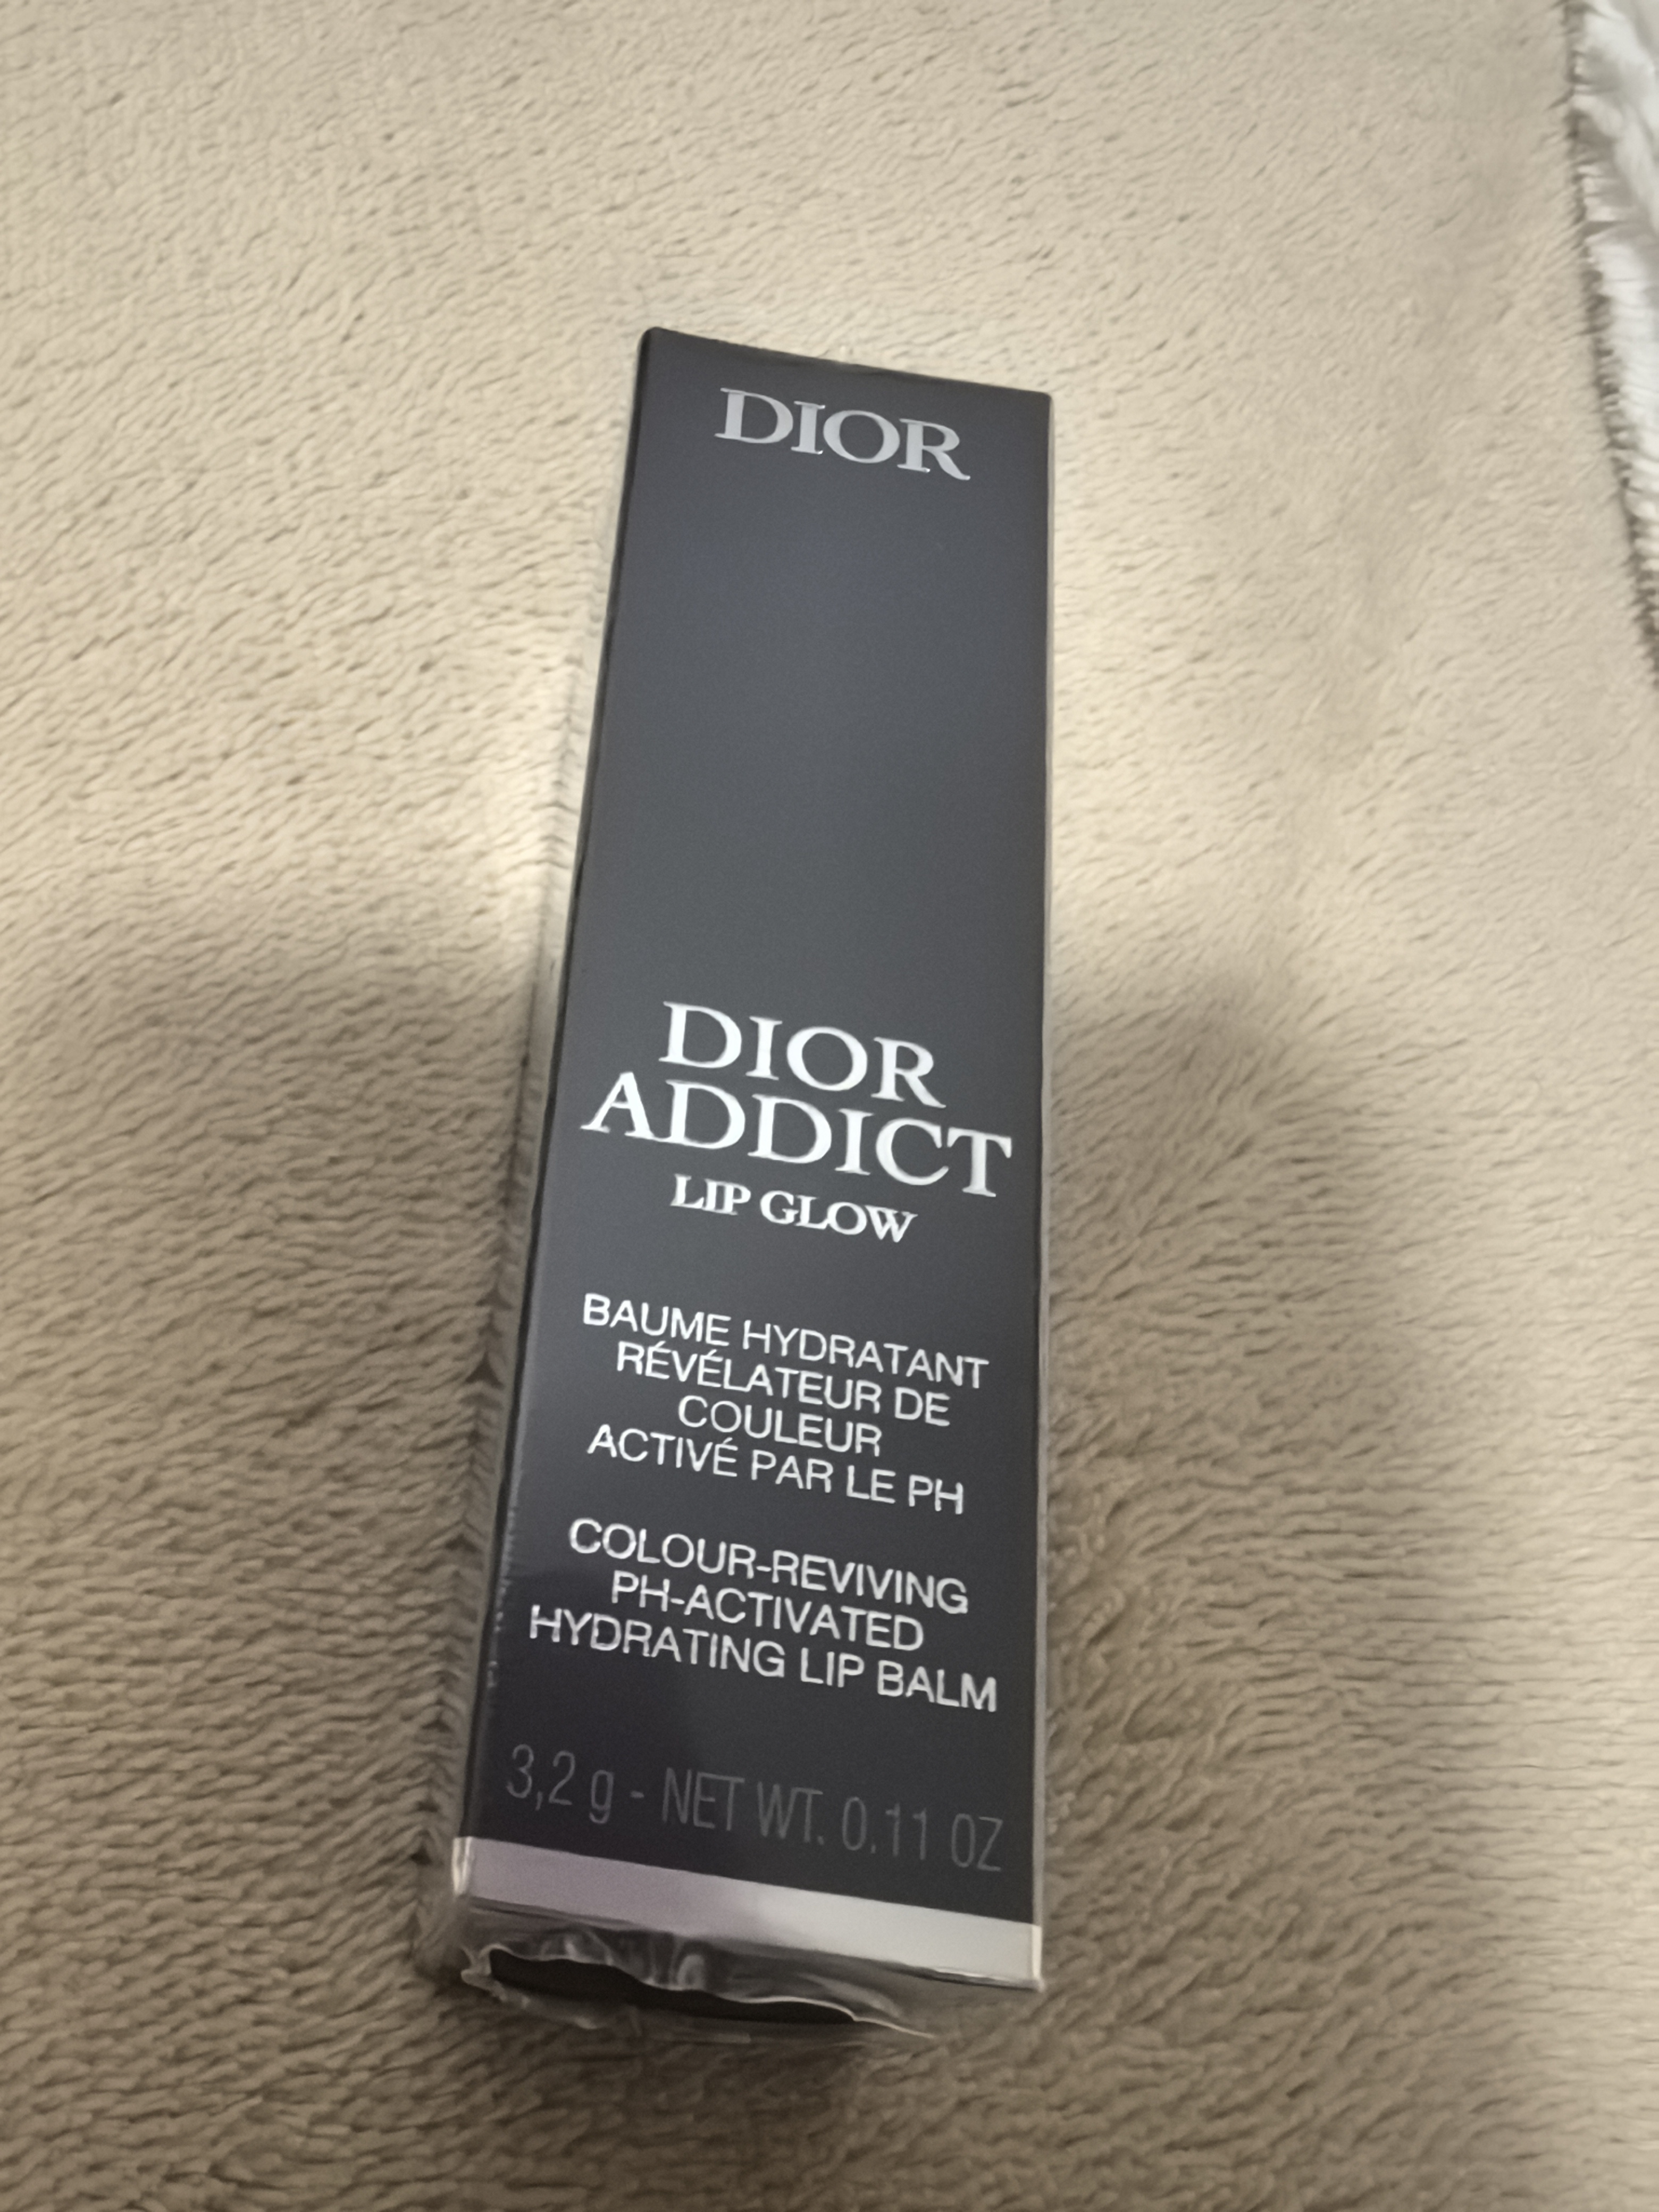 DIOR
DIOR
ADDICT
LIP GLOW
BAUME HYDRATANT
RÉVÉLATEUR DE
COULEUR
ACTIVÉ PAR LE PH
COLOUR-REVIVING
PH-ACTIVATED
HYDRATING LIP BALM
3,2 g - NET WT. 0.11 OZ